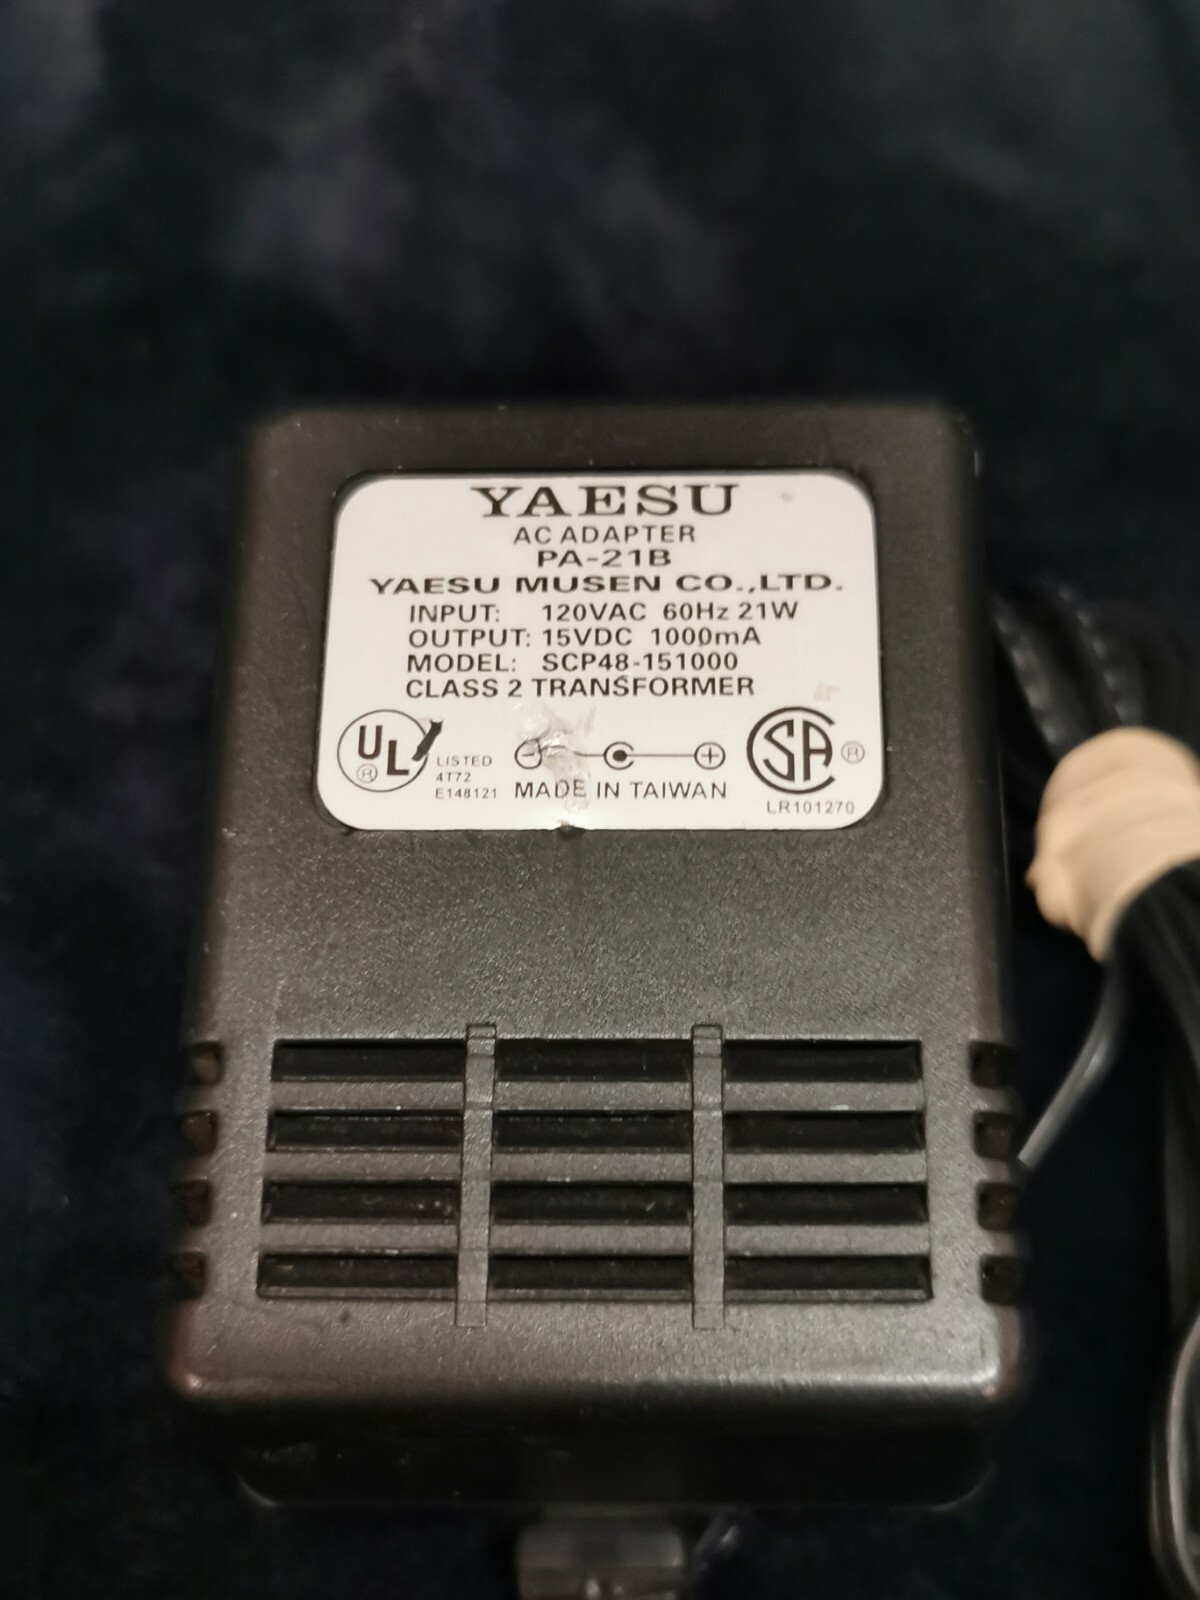 YAESU
AC ADAPTER
PA-21B
YAESU MUSEN CO.,LTD.
INPUT: 120VAC 60Hz 21W
OUTPUT: 15VDC 1000mA
MODEL: SCP48-151000
CLASS 2 TRANSFORMER
UL ® LISTED
4T72
E148121
MADE IN TAIWAN
SA ®
LR101270